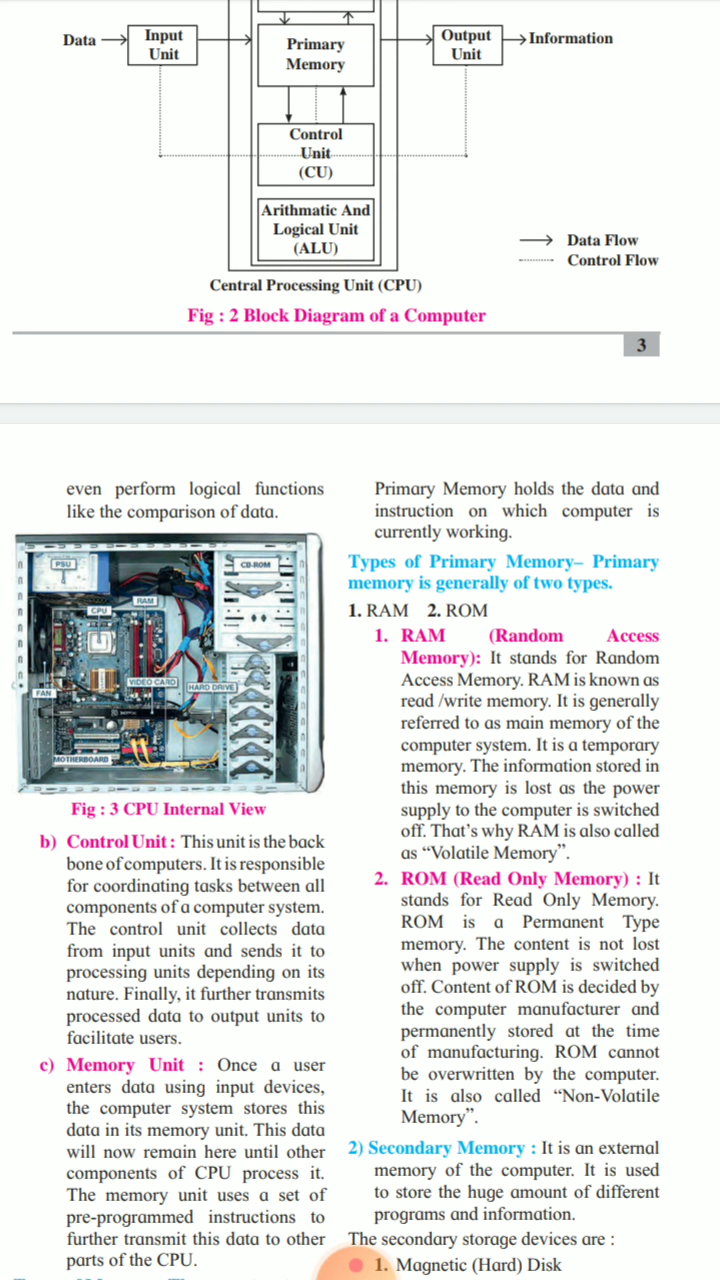 Data
Input
Unit
Primary
Memory
Output
Unit
Information
Control
Unit
(CU)
Arithmatic And
Logical Unit
(ALU)
Data Flow
Control Flow
Central Processing Unit (CPU)
Fig : 2 Block Diagram of a Computer
3
even perform logical functions
like the comparison of data.
PSU
CD-ROM
RAM
CPU
VIDEO CARD
HARD DRIVE
FAN
MOTHERBOARD
Fig : 3 CPU Internal View
b) Control Unit : This unit is the back
bone of computers. It is responsible
for coordinating tasks between all
components of a computer system.
The control unit collects data
from input units and sends it to
processing units depending on its
nature. Finally, it further transmits
processed data to output units to
facilitate users.
c) Memory Unit : Once a user
enters data using input devices,
the computer system stores this
data in its memory unit. This data
will now remain here until other
components of CPU process it.
The memory unit uses a set of
pre-programmed instructions to
further transmit this data to other
parts of the CPU.
Primary Memory holds the data and
instruction on which computer is
currently working.
Types of Primary Memory– Primary
memory is generally of two types.
1. RAM 2. ROM
1. RAM (Random Access
Memory): It stands for Random
Access Memory. RAM is known as
read /write memory. It is generally
referred to as main memory of the
computer system. It is a temporary
memory. The information stored in
this memory is lost as the power
supply to the computer is switched
off. That’s why RAM is also called
as “Volatile Memory”.
2. ROM (Read Only Memory) : It
stands for Read Only Memory.
ROM is a Permanent Type
memory. The content is not lost
when power supply is switched
off. Content of ROM is decided by
the computer manufacturer and
permanently stored at the time
of manufacturing. ROM cannot
be overwritten by the computer.
It is also called “Non-Volatile
Memory”.
2) Secondary Memory : It is an external
memory of the computer. It is used
to store the huge amount of different
programs and information.
The secondary storage devices are :
1. Magnetic (Hard) Disk